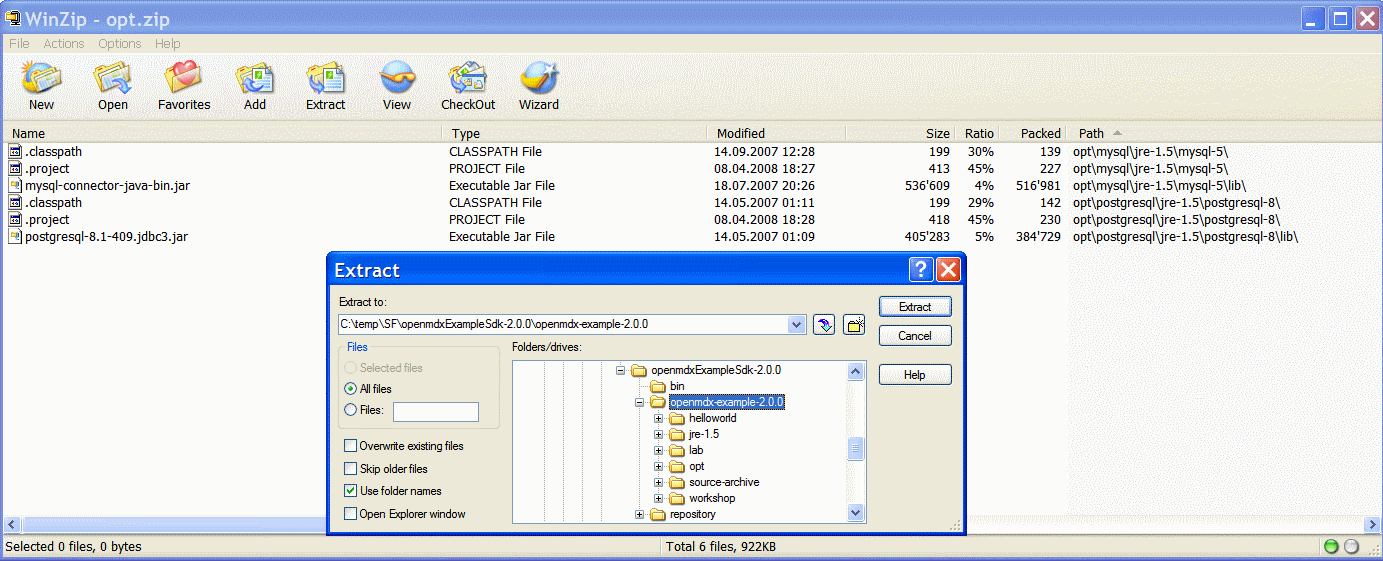 WinZip - opt.zip
File Actions Options Help
New Open Favorites Add Extract View CheckOut Wizard
Name Type Modified Size Ratio Packed Path
.classpath CLASSPATH File 14.09.2007 12:28 199 30% 139 opt\mysql\jre-1.5\mysql-5\
.project PROJECT File 08.04.2008 18:27 413 45% 227 opt\mysql\jre-1.5\mysql-5\
mysql-connector-java-bin.jar Executable Jar File 18.07.2007 20:26 536'609 4% 516'981 opt\mysql\jre-1.5\mysql-5\lib\
.classpath CLASSPATH File 14.05.2007 01:11 199 29% 142 opt\postgresql\jre-1.5\postgresql-8\
.project PROJECT File 08.04.2008 18:28 418 45% 230 opt\postgresql\jre-1.5\postgresql-8\
postgresql-8.1-409.jdbc3.jar Executable Jar File 14.05.2007 01:09 405'283 5% 384'729 opt\postgresql\jre-1.5\postgresql-8\lib\
Extract
Extract to:
C:\temp\SF\openmdxExampleSdk-2.0.0\openmdx-example-2.0.0
Extract
Cancel
Help
Files
Selected files
All files
Files:
Overwrite existing files
Skip older files
Use folder names
Open Explorer window
Folders/drives:
openmdxExampleSdk-2.0.0
bin
openmdx-example-2.0.0
helloworld
jre-1.5
lab
opt
source-archive
workshop
repository
Selected 0 files, 0 bytes Total 6 files, 922KB